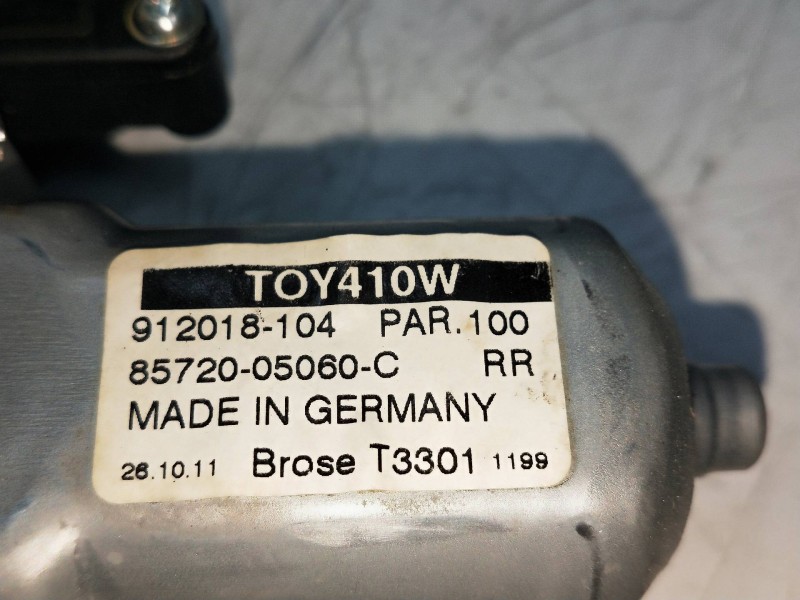 TOY410W
912018-104 PAR.100
85720-05060-C RR
MADE IN GERMANY
26.10.11 Brose T3301 1199